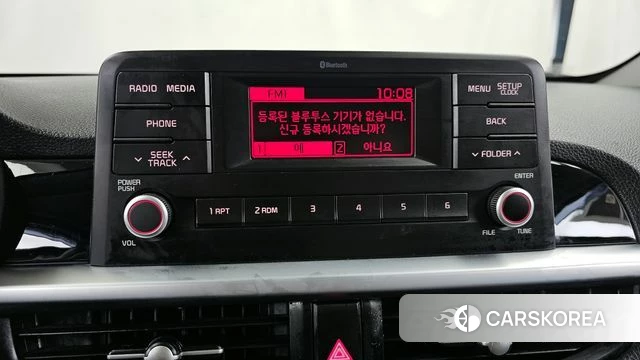 Bluetooth
RADIO MEDIA
FM1 10:08
MENU SETUP
CLOCK
등록된 블루투스 기기가 없습니다.
신규 등록하시겠습니까?
1 예 2 아니요
PHONE
BACK
SEEK
TRACK
FOLDER
POWER
PUSH
ENTER
1 RPT 2 RDM 3 4 5 6
VOL
FILE TUNE
CARSKOREA